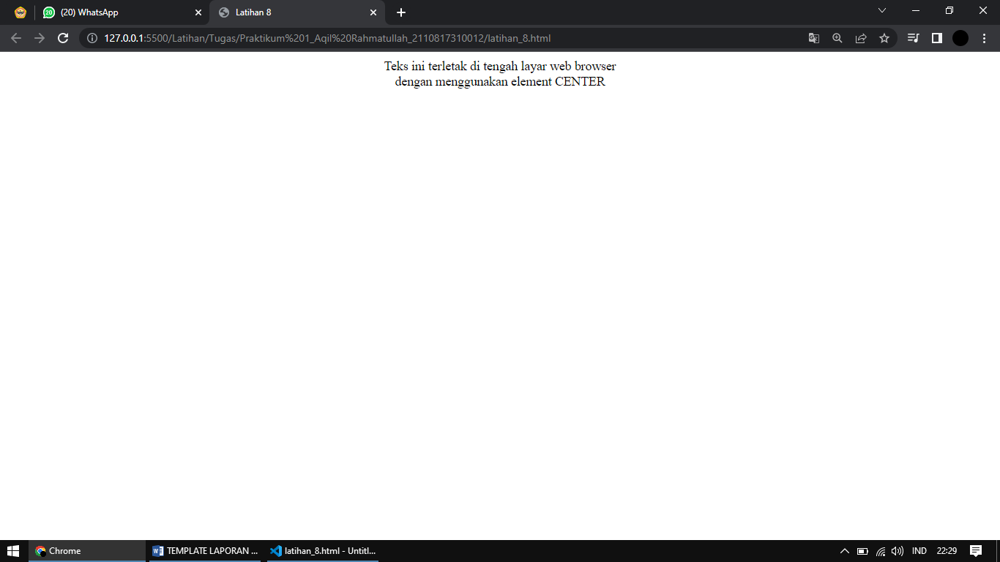 20
(20) WhatsApp
Latihan 8
127.0.0.1:5500/Latihan/Tugas/Praktikum%201_Aqil%20Rahmatullah_2110817310012/latihan_8.html
Teks ini terletak di tengah layar web browser
dengan menggunakan element CENTER
Chrome
TEMPLATE LAPORAN ...
latihan_8.html - Untitl...
IND
22:29